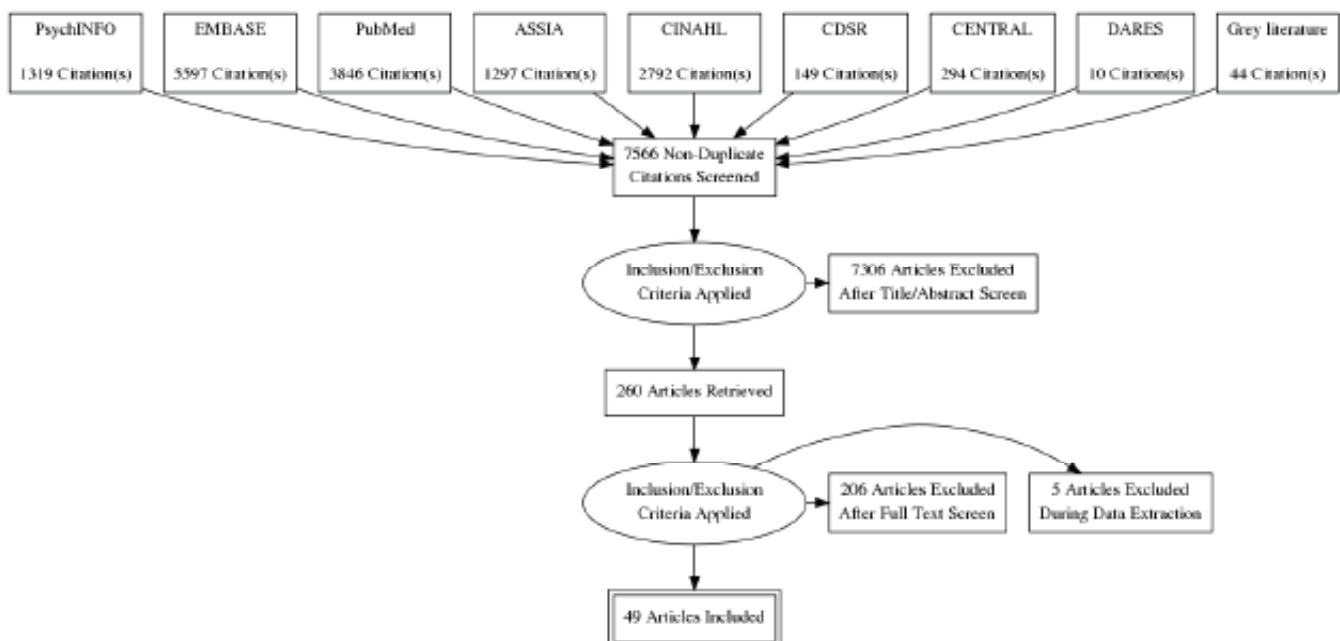 PsychINFO
1319 Citation(s)
EMBASE
5597 Citation(s)
PubMed
3846 Citation(s)
ASSIA
1297 Citation(s)
CINAHL
2792 Citation(s)
CDSR
149 Citation(s)
CENTRAL
294 Citation(s)
DARES
10 Citation(s)
Grey literature
44 Citation(s)
7566 Non-Duplicate
Citations Screened
Inclusion/Exclusion
Criteria Applied
7306 Articles Excluded
After Title/Abstract Screen
260 Articles Retrieved
Inclusion/Exclusion
Criteria Applied
206 Articles Excluded
After Full Text Screen
5 Articles Excluded
During Data Extraction
49 Articles Included